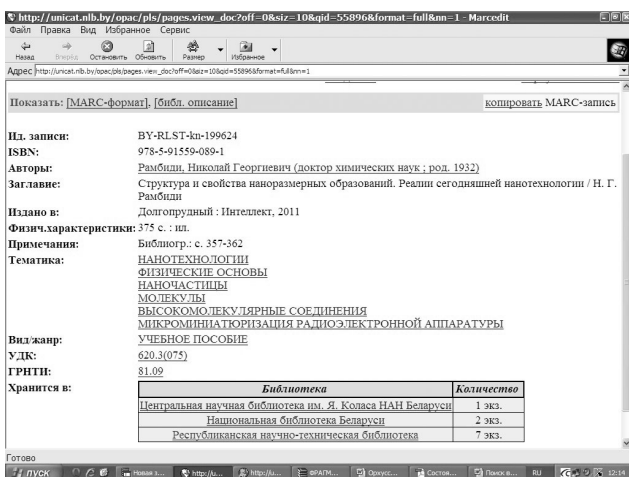 http://unicat.nlb.by/opac/pls/pages.view_doc?off=0&siz=10&qid=55896&format=full&nn=1 - Marcedit
Файл Правка Вид Избранное Сервис
Назад Вперёд Остановить Обновить Размер Избранное
Адрес http://unicat.nlb.by/opac/pls/pages.view_doc?off=0&siz=10&qid=55896&format=full&nn=1
Показать: [MARC-формат], [библ. описание] копировать MARC-запись
Ид. записи: BY-RLST-kn-199624
ISBN: 978-5-91559-089-1
Авторы: Рамбиди, Николай Георгиевич (доктор химических наук ; род. 1932)
Заглавие: Структура и свойства наноразмерных образований. Реалии сегодняшней нанотехнологии / Н. Г.
Рамбиди
Издано в: Долгопрудный : Интеллект, 2011
Физич.характеристики: 375 с. : ил.
Примечания: Библиогр.: с. 357-362
Тематика: НАНОТЕХНОЛОГИИ
ФИЗИЧЕСКИЕ ОСНОВЫ
НАНОЧАСТИЦЫ
МОЛЕКУЛЫ
ВЫСОКОМОЛЕКУЛЯРНЫЕ СОЕДИНЕНИЯ
МИКРОМИНИАТЮРИЗАЦИЯ РАДИОЭЛЕКТРОННОЙ АППАРАТУРЫ
Вид/жанр: УЧЕБНОЕ ПОСОБИЕ
УДК: 620.3(075)
ГРНТИ: 81.09
Хранится в: Библиотека Количество
Центральная научная библиотека им. Я. Коласа НАН Беларуси 1 экз.
Национальная библиотека Беларуси 2 экз.
Республиканская научно-техническая библиотека 7 экз.
Готово
пуск Новая з... http://u... http://u... ФРАГМ... Состоя... Поиск в... RU 12:14